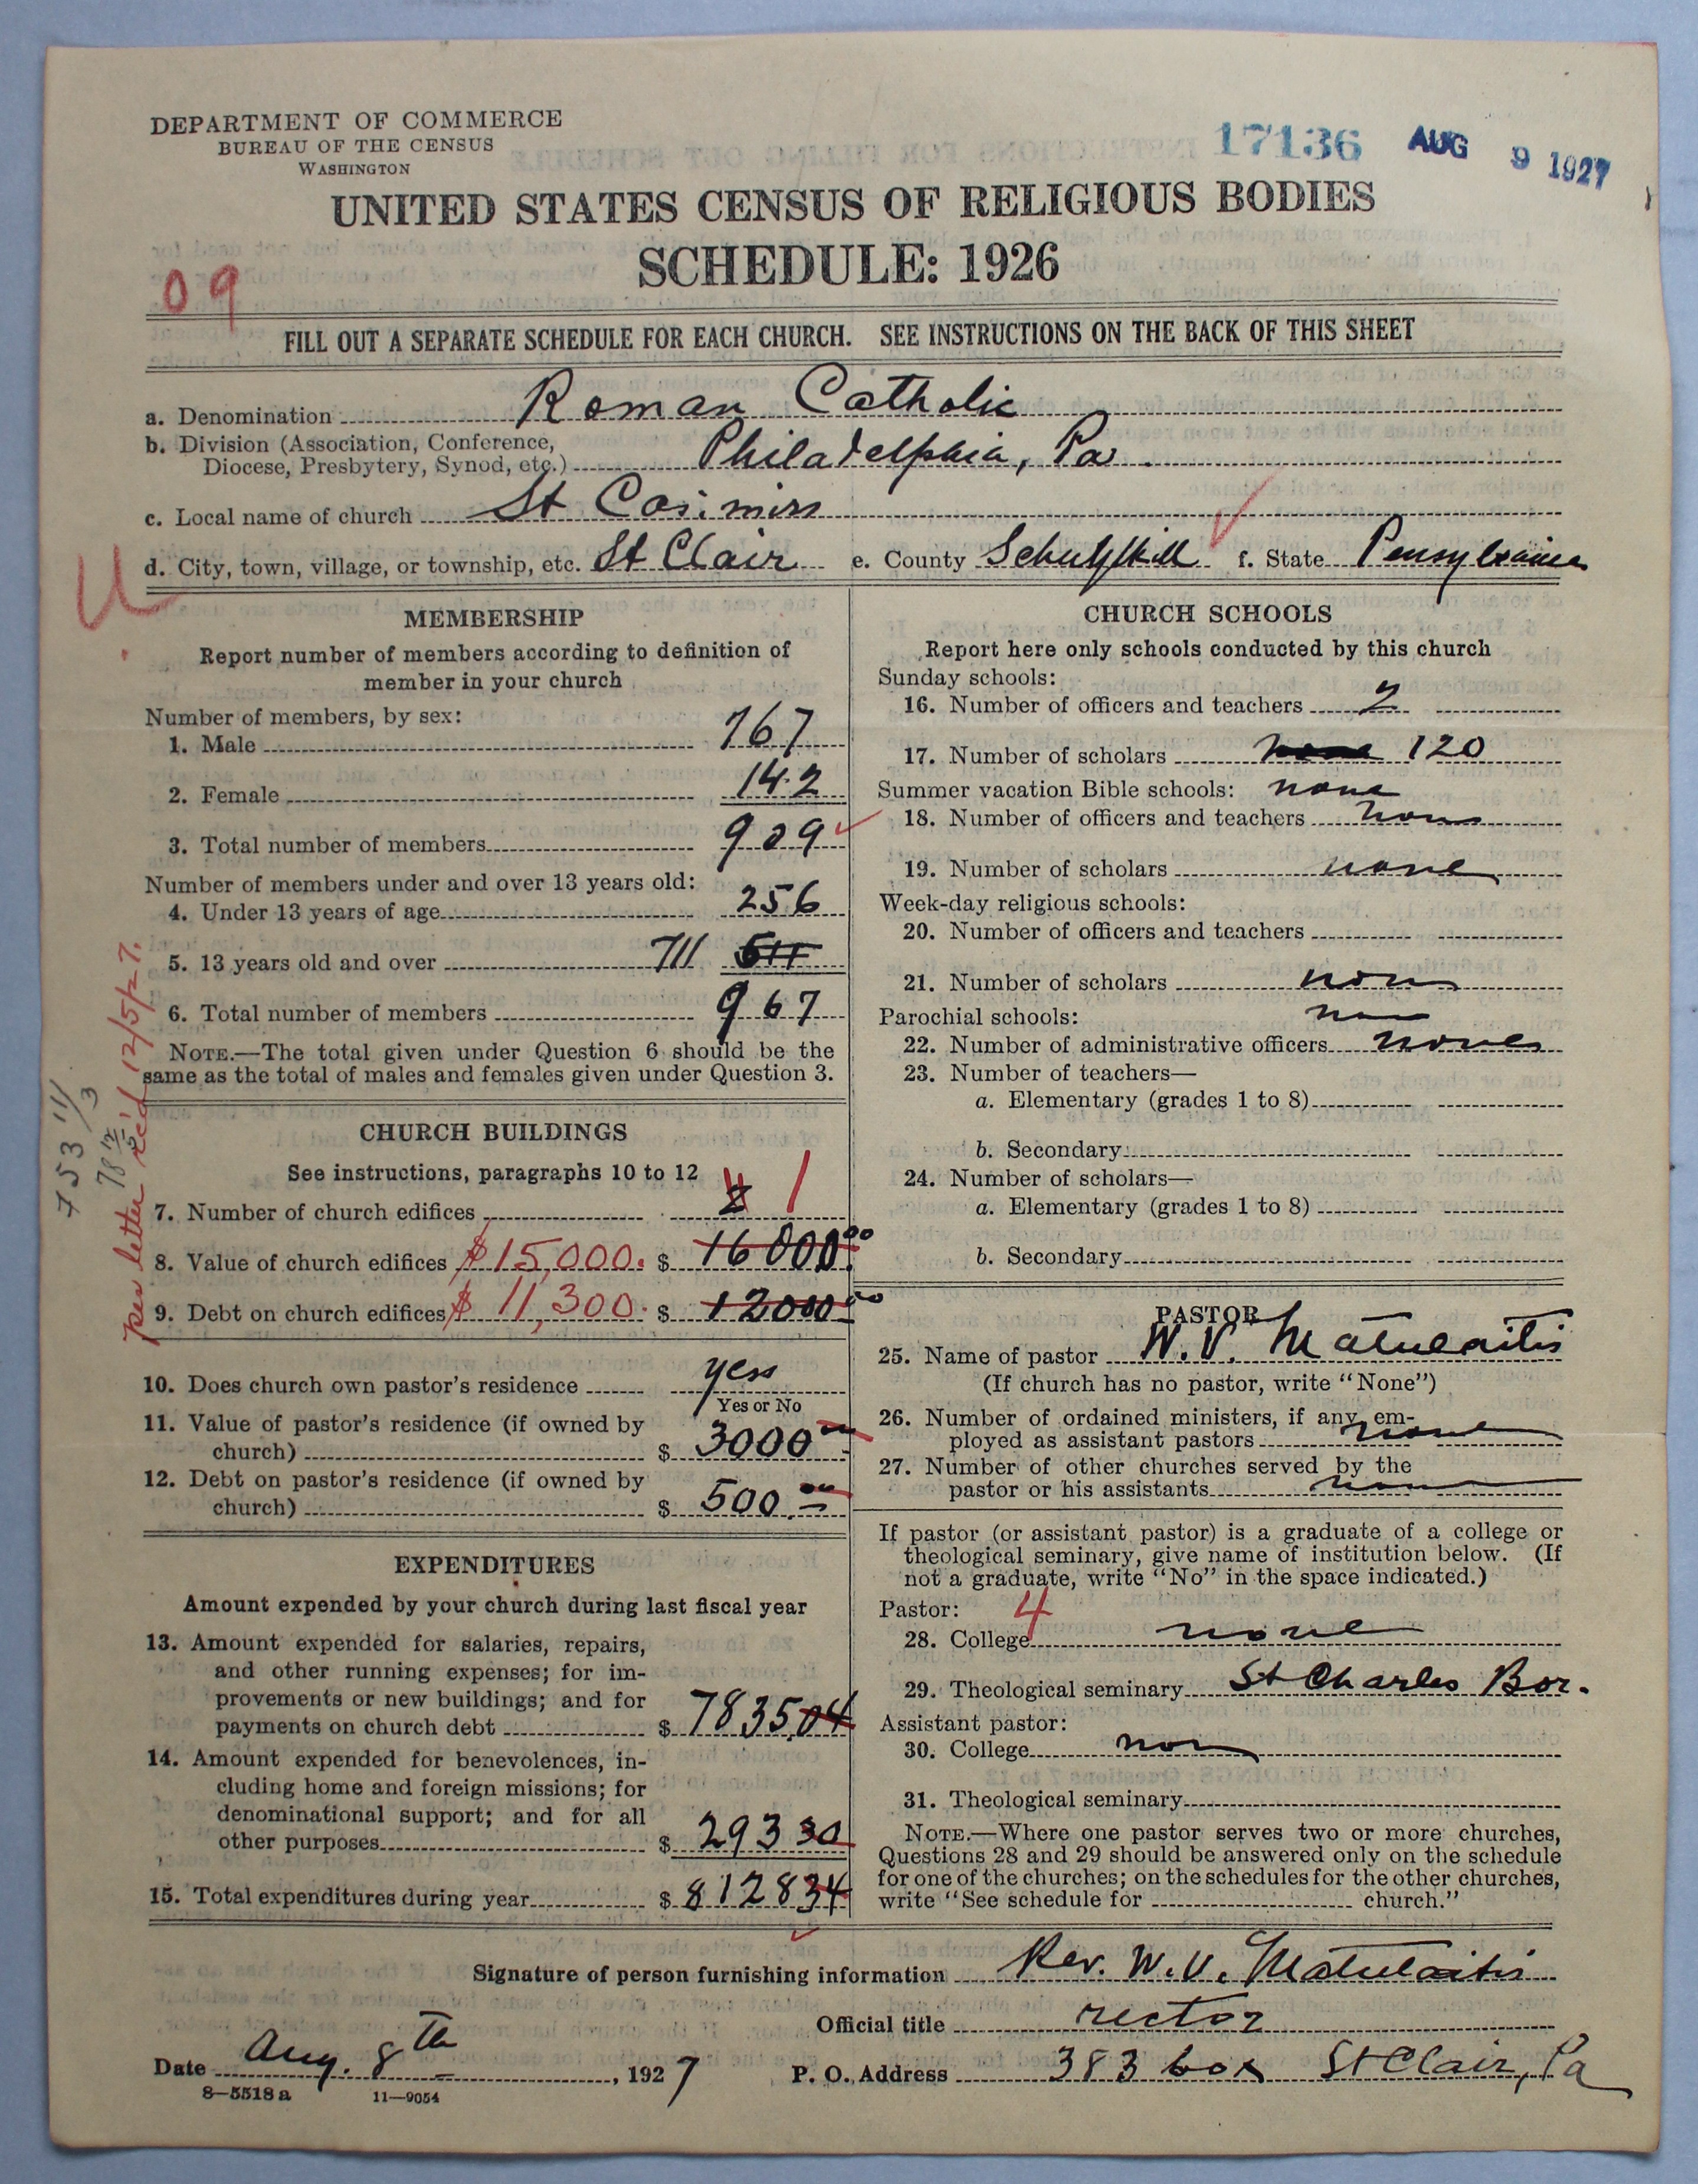 DEPARTMENT OF COMMERCE
BUREAU OF THE CENSUS
WASHINGTON
17136 AUG 9 1927
UNITED STATES CENSUS OF RELIGIOUS BODIES
SCHEDULE: 1926
09
FILL OUT A SEPARATE SCHEDULE FOR EACH CHURCH. SEE INSTRUCTIONS ON THE BACK OF THIS SHEET
a. Denomination Roman Catholic
b. Division (Association, Conference,
Diocese, Presbytery, Synod, etc.) Philadelphia, Pa.
c. Local name of church St Casimirs
d. City, town, village, or township, etc. St Clair e. County Schuylkill f. State
MEMBERSHIP
Report number of members according to definition of
member in your church
Number of members, by sex:
1. Male 767
2. Female 142
3. Total number of members 909
Number of members under and over 13 years old:
4. Under 13 years of age 256
5. 13 years old and over 711 511
6. Total number of members 967
NOTE.—The total given under Question 6 should be the
same as the total of males and females given under Question 3.
Per letter rec'd 12/5/27.
CHURCH BUILDINGS
See instructions, paragraphs 10 to 12
7. Number of church edifices 1
8. Value of church edifices $15,000. $ 16000.00
9. Debt on church edifices $ 11,300. $ 12000.00
10. Does church own pastor's residence yes
Yes or No
11. Value of pastor's residence (if owned by
church) $ 3000
12. Debt on pastor's residence (if owned by
church) $ 500.00
EXPENDITURES
Amount expended by your church during last fiscal year
13. Amount expended for salaries, repairs,
and other running expenses; for im-
provements or new buildings; and for
payments on church debt $ 7835,04
14. Amount expended for benevolences, in-
cluding home and foreign missions; for
denominational support; and for all
other purposes $ 293 30
15. Total expenditures during year $ 8128 34
CHURCH SCHOOLS
Report here only schools conducted by this church
Sunday schools:
16. Number of officers and teachers 2
17. Number of scholars none 120
Summer vacation Bible schools: none
18. Number of officers and teachers none
19. Number of scholars none
Week-day religious schools:
20. Number of officers and teachers
21. Number of scholars none
Parochial schools: none
22. Number of administrative officers none
23. Number of teachers—
a. Elementary (grades 1 to 8)
b. Secondary
24. Number of scholars—
a. Elementary (grades 1 to 8)
b. Secondary
PASTOR
25. Name of pastor W. V. Matulaitis
(If church has no pastor, write "None")
26. Number of ordained ministers, if any, em-
ployed as assistant pastors none
27. Number of other churches served by the
pastor or his assistants none
If pastor (or assistant pastor) is a graduate of a college or
theological seminary, give name of institution below. (If
not a graduate, write "No" in the space indicated.)
Pastor: 4
28. College none
29. Theological seminary St Charles Bor.
Assistant pastor:
30. College non
31. Theological seminary
NOTE.—Where one pastor serves two or more churches,
Questions 28 and 29 should be answered only on the schedule
for one of the churches; on the schedules for the other churches,
write "See schedule for church."
Signature of person furnishing information Rev. W. V. Matulaitis
Official title rector
Date Aug. 8th, 1927 P. O. Address 383 box St Clair, Pa
8—5518 a 11—9054